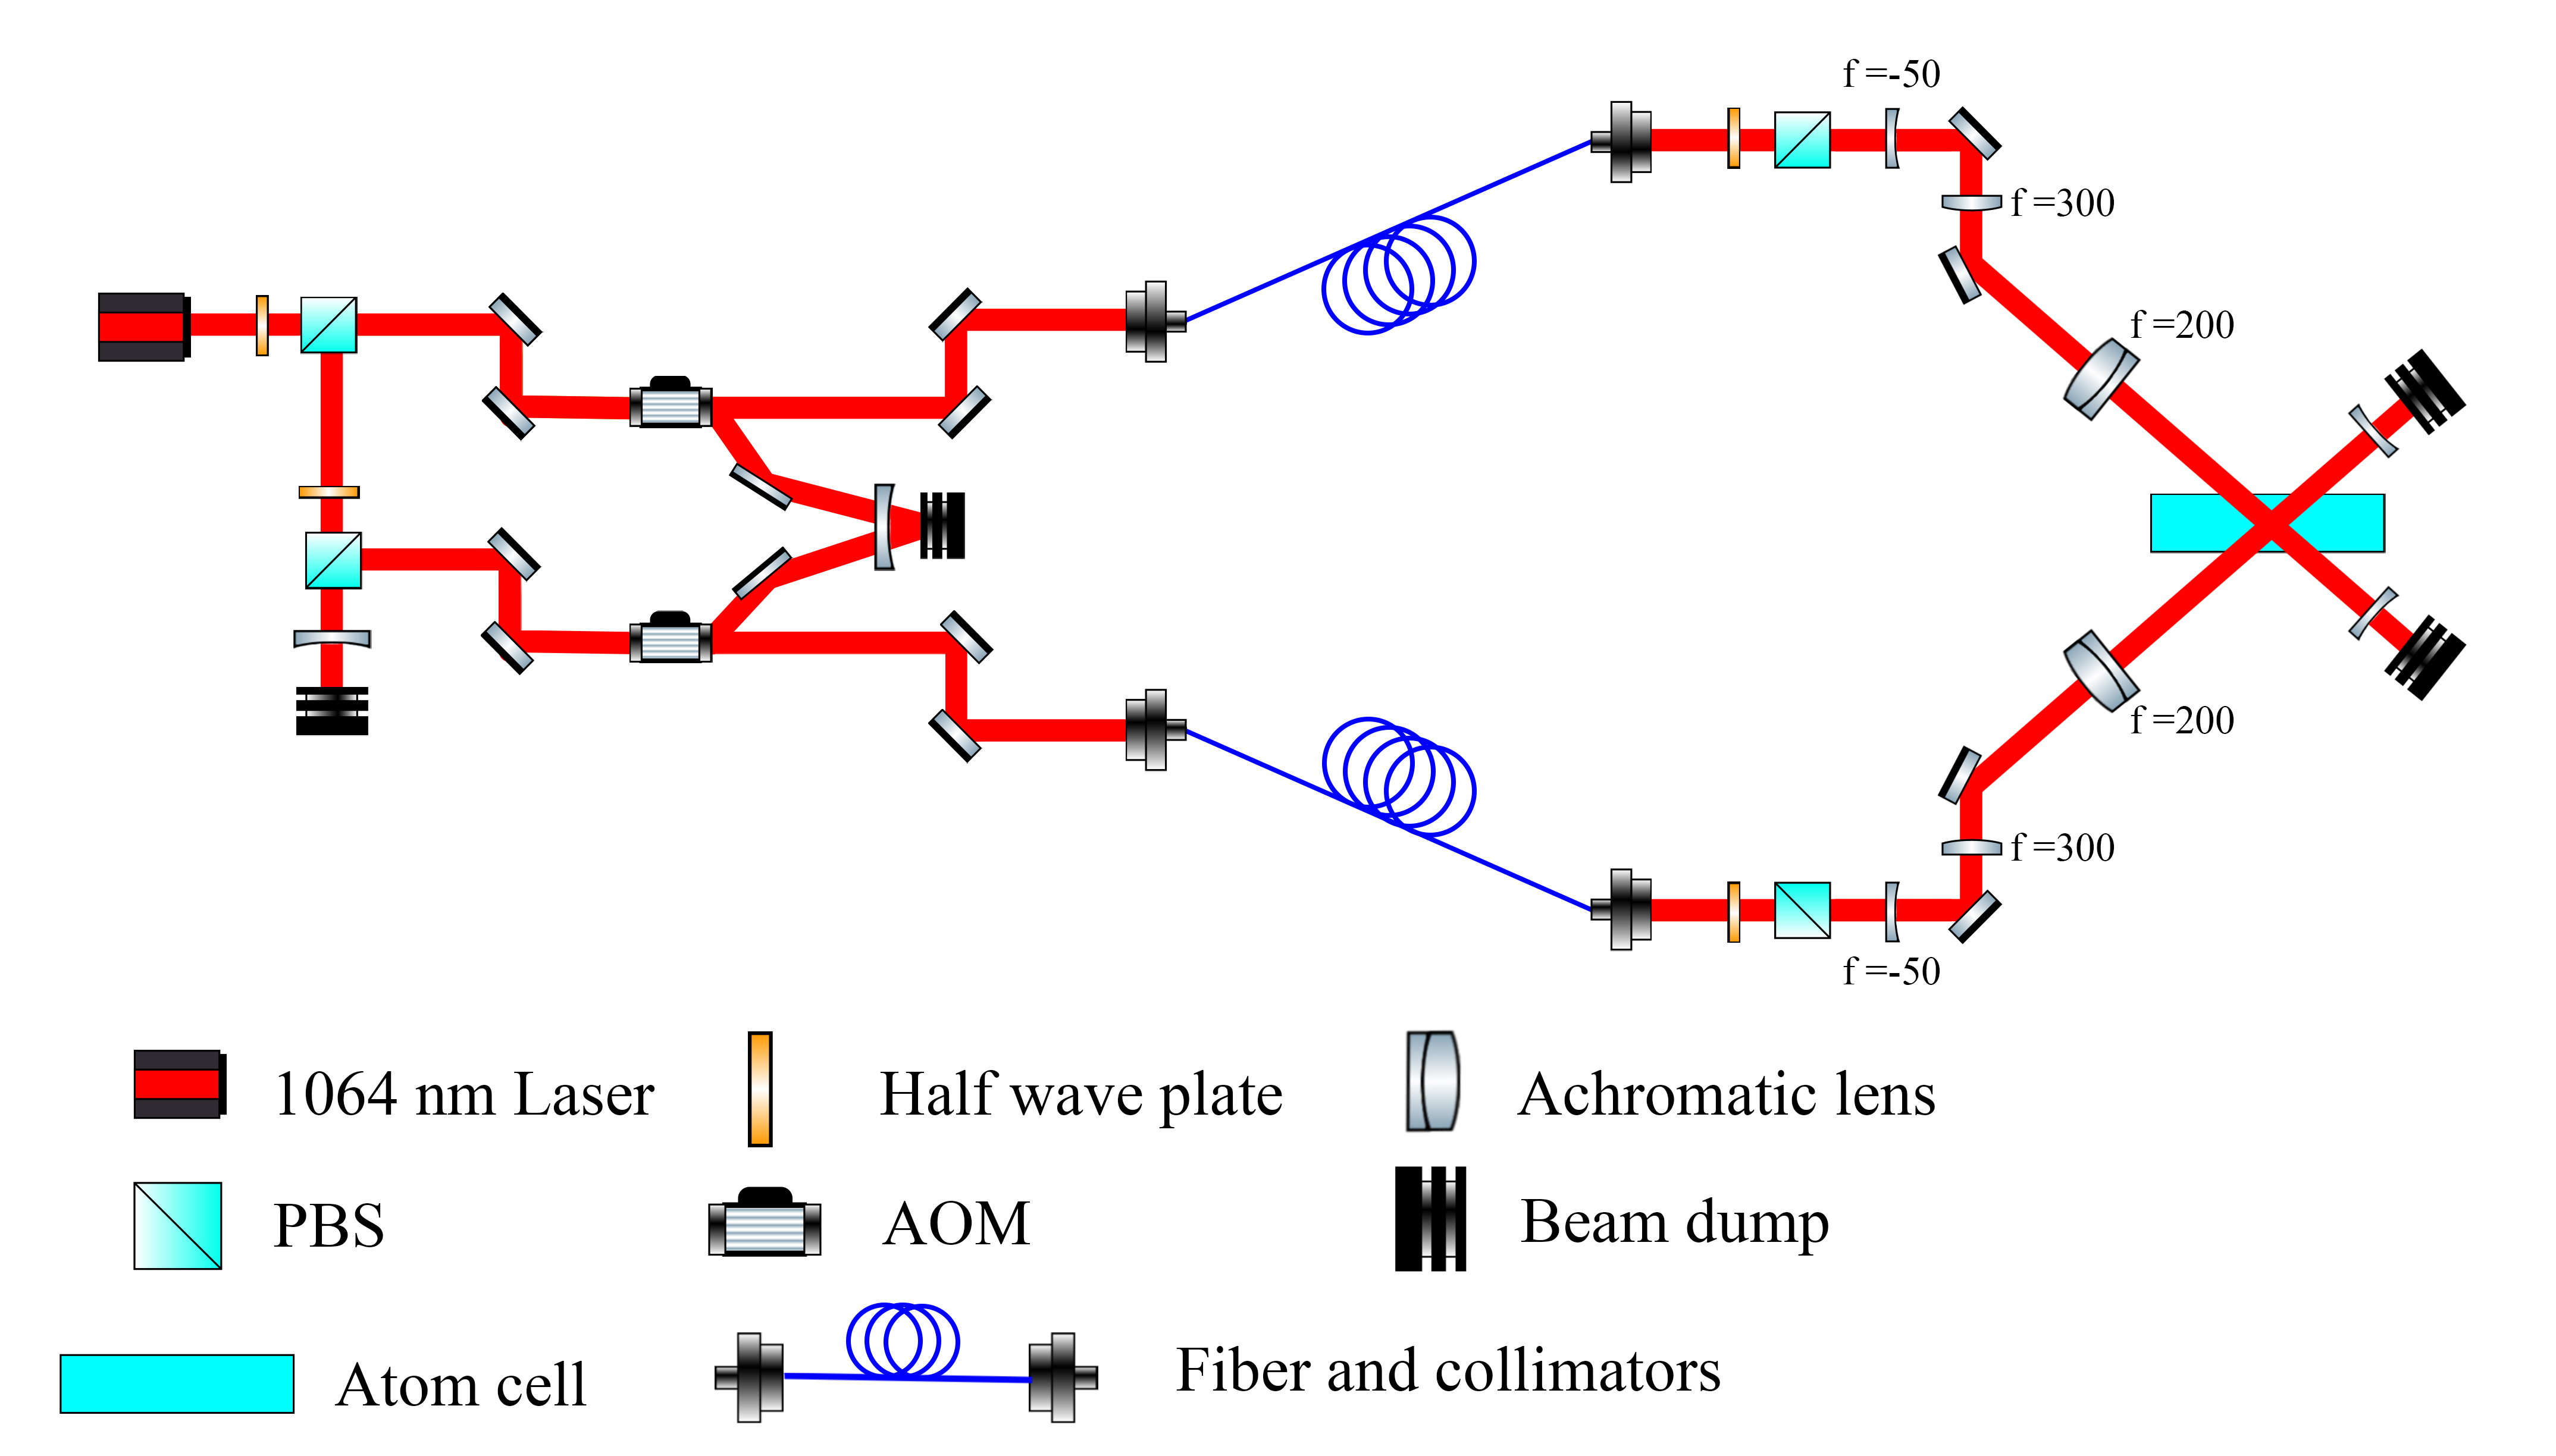 f =-50
f =300
f =200
f =200
f =300
f =-50
1064 nm Laser
Half wave plate
Achromatic lens
PBS
AOM
Beam dump
Atom cell
Fiber and collimators